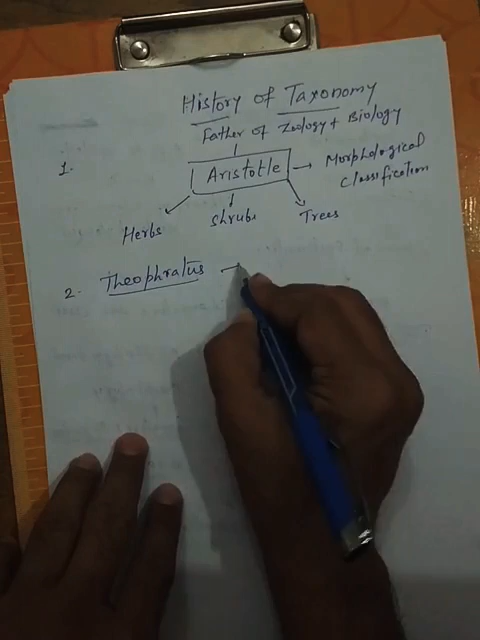 History of Taxonomy
Father of Zoology + Biology
1.
Aristotle → Morphological
Classification
Herbs Shrubs Trees
2. Theophratus →